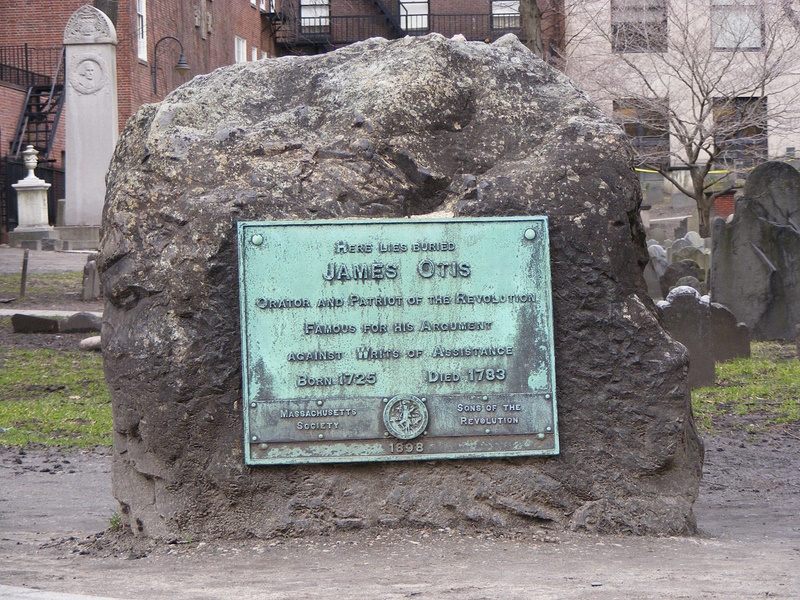 HERE LIES BURIED
JAMES OTIS
ORATOR AND PATRIOT OF THE REVOLUTION
FAMOUS FOR HIS ARGUMENT
AGAINST WRITS OF ASSISTANCE
BORN 1725 DIED 1783
MASSACHUSETTS SOCIETY
SONS OF THE REVOLUTION
1898